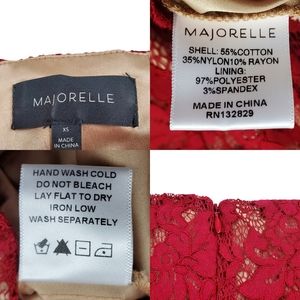 MAJORELLE
XS
MADE
IN CHINA
MAJORELLE
SHELL: 55%COTTON
35%NYLON10% RAYON
LINING:
97%POLYESTER
3%SPANDEX
MADE IN CHINA
RN132829
HAND WASH COLD
DO NOT BLEACH
LAY FLAT TO DRY
IRON LOW
WASH SEPARATELY